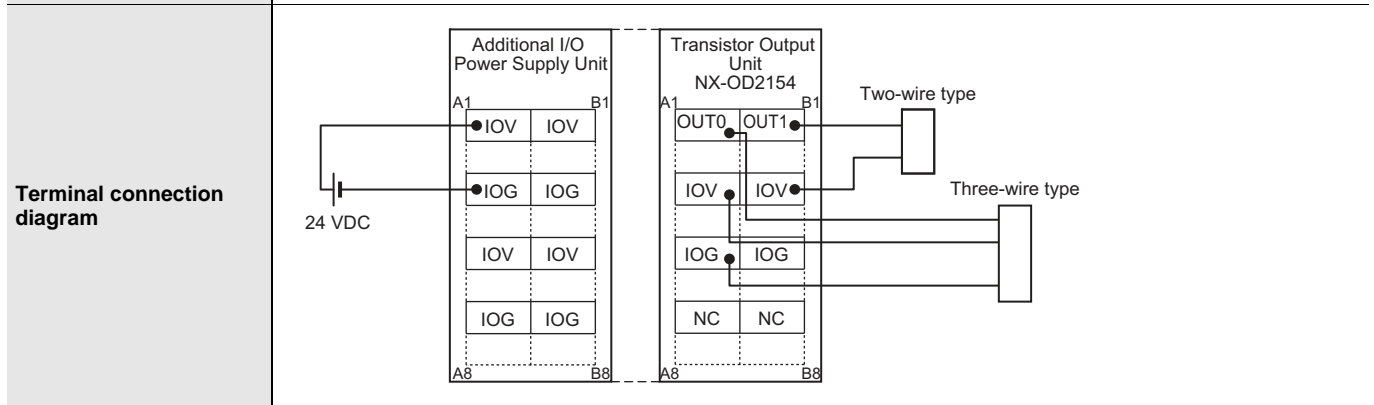 Terminal connection
diagram
24 VDC
Additional I/O
Power Supply Unit
A1 B1
IOV IOV
IOG IOG
IOV IOV
IOG IOG
A8 B8
Transistor Output
Unit
NX-OD2154
A1 B1
OUT0 OUT1
IOV IOV
IOG IOG
NC NC
A8 B8
Two-wire type
Three-wire type